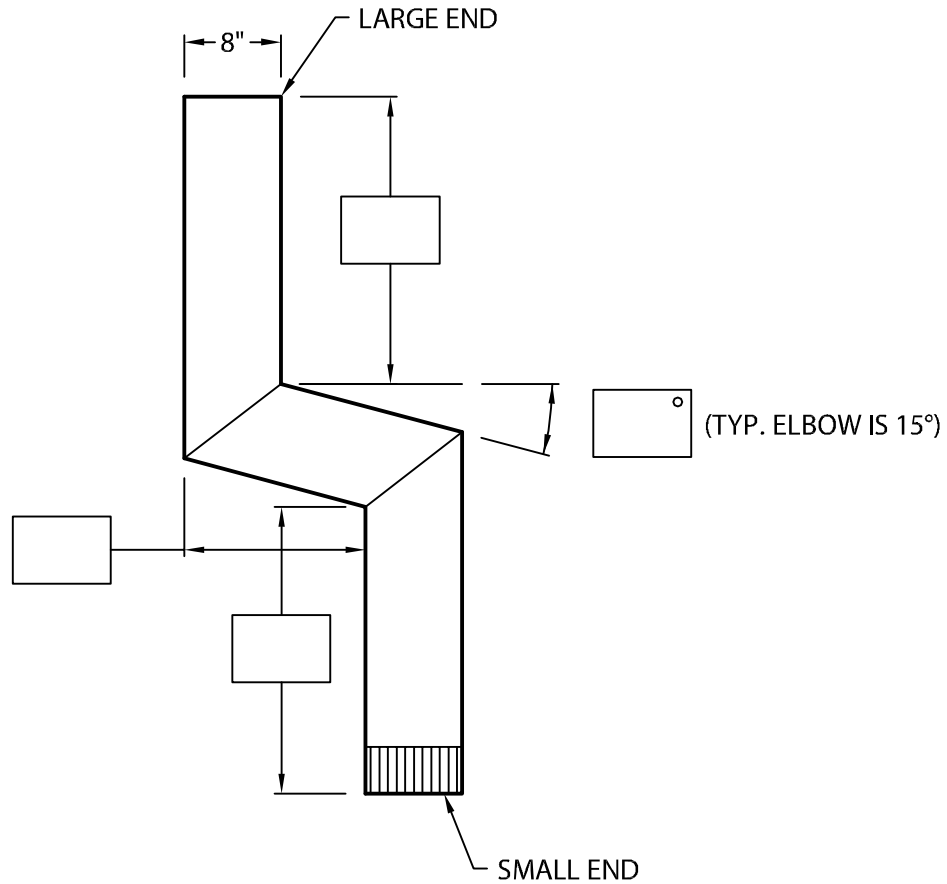 LARGE END
8"
(TYP. ELBOW IS 15°)
SMALL END